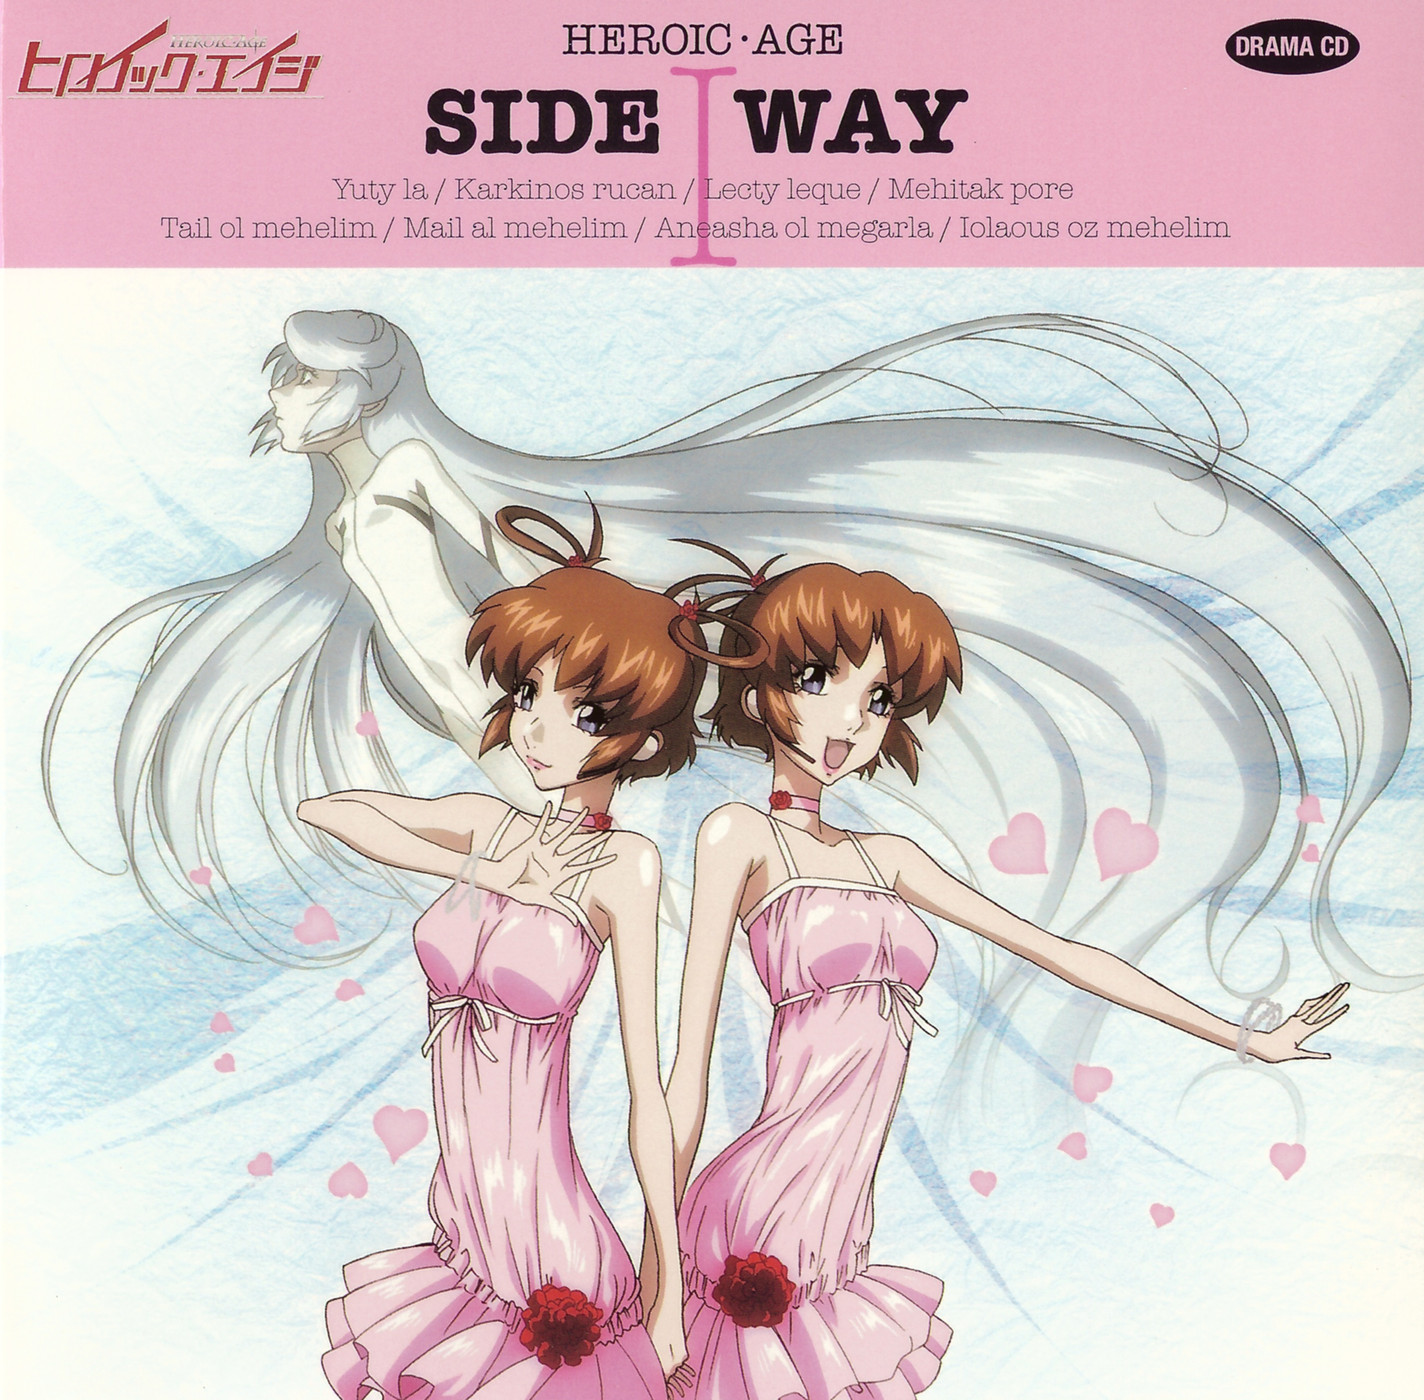 HEROIC·AGE
ヒロイック・エイジ
HEROIC·AGE
DRAMA CD
SIDE I WAY
Yuty la / Karkinos rucan / Lecty leque / Mehitak pore
Tail ol mehelim / Mail al mehelim / Aneasha ol megarla / Iolaous oz mehelim